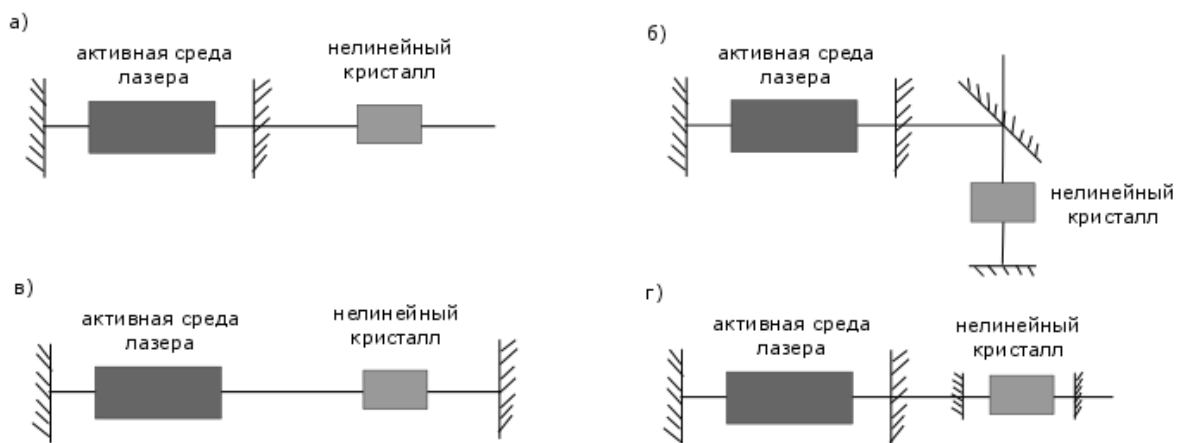 а)
активная среда
лазера
нелинейный
кристалл
б)
активная среда
лазера
нелинейный
кристалл
в)
активная среда
лазера
нелинейный
кристалл
г)
активная среда
лазера
нелинейный
кристалл